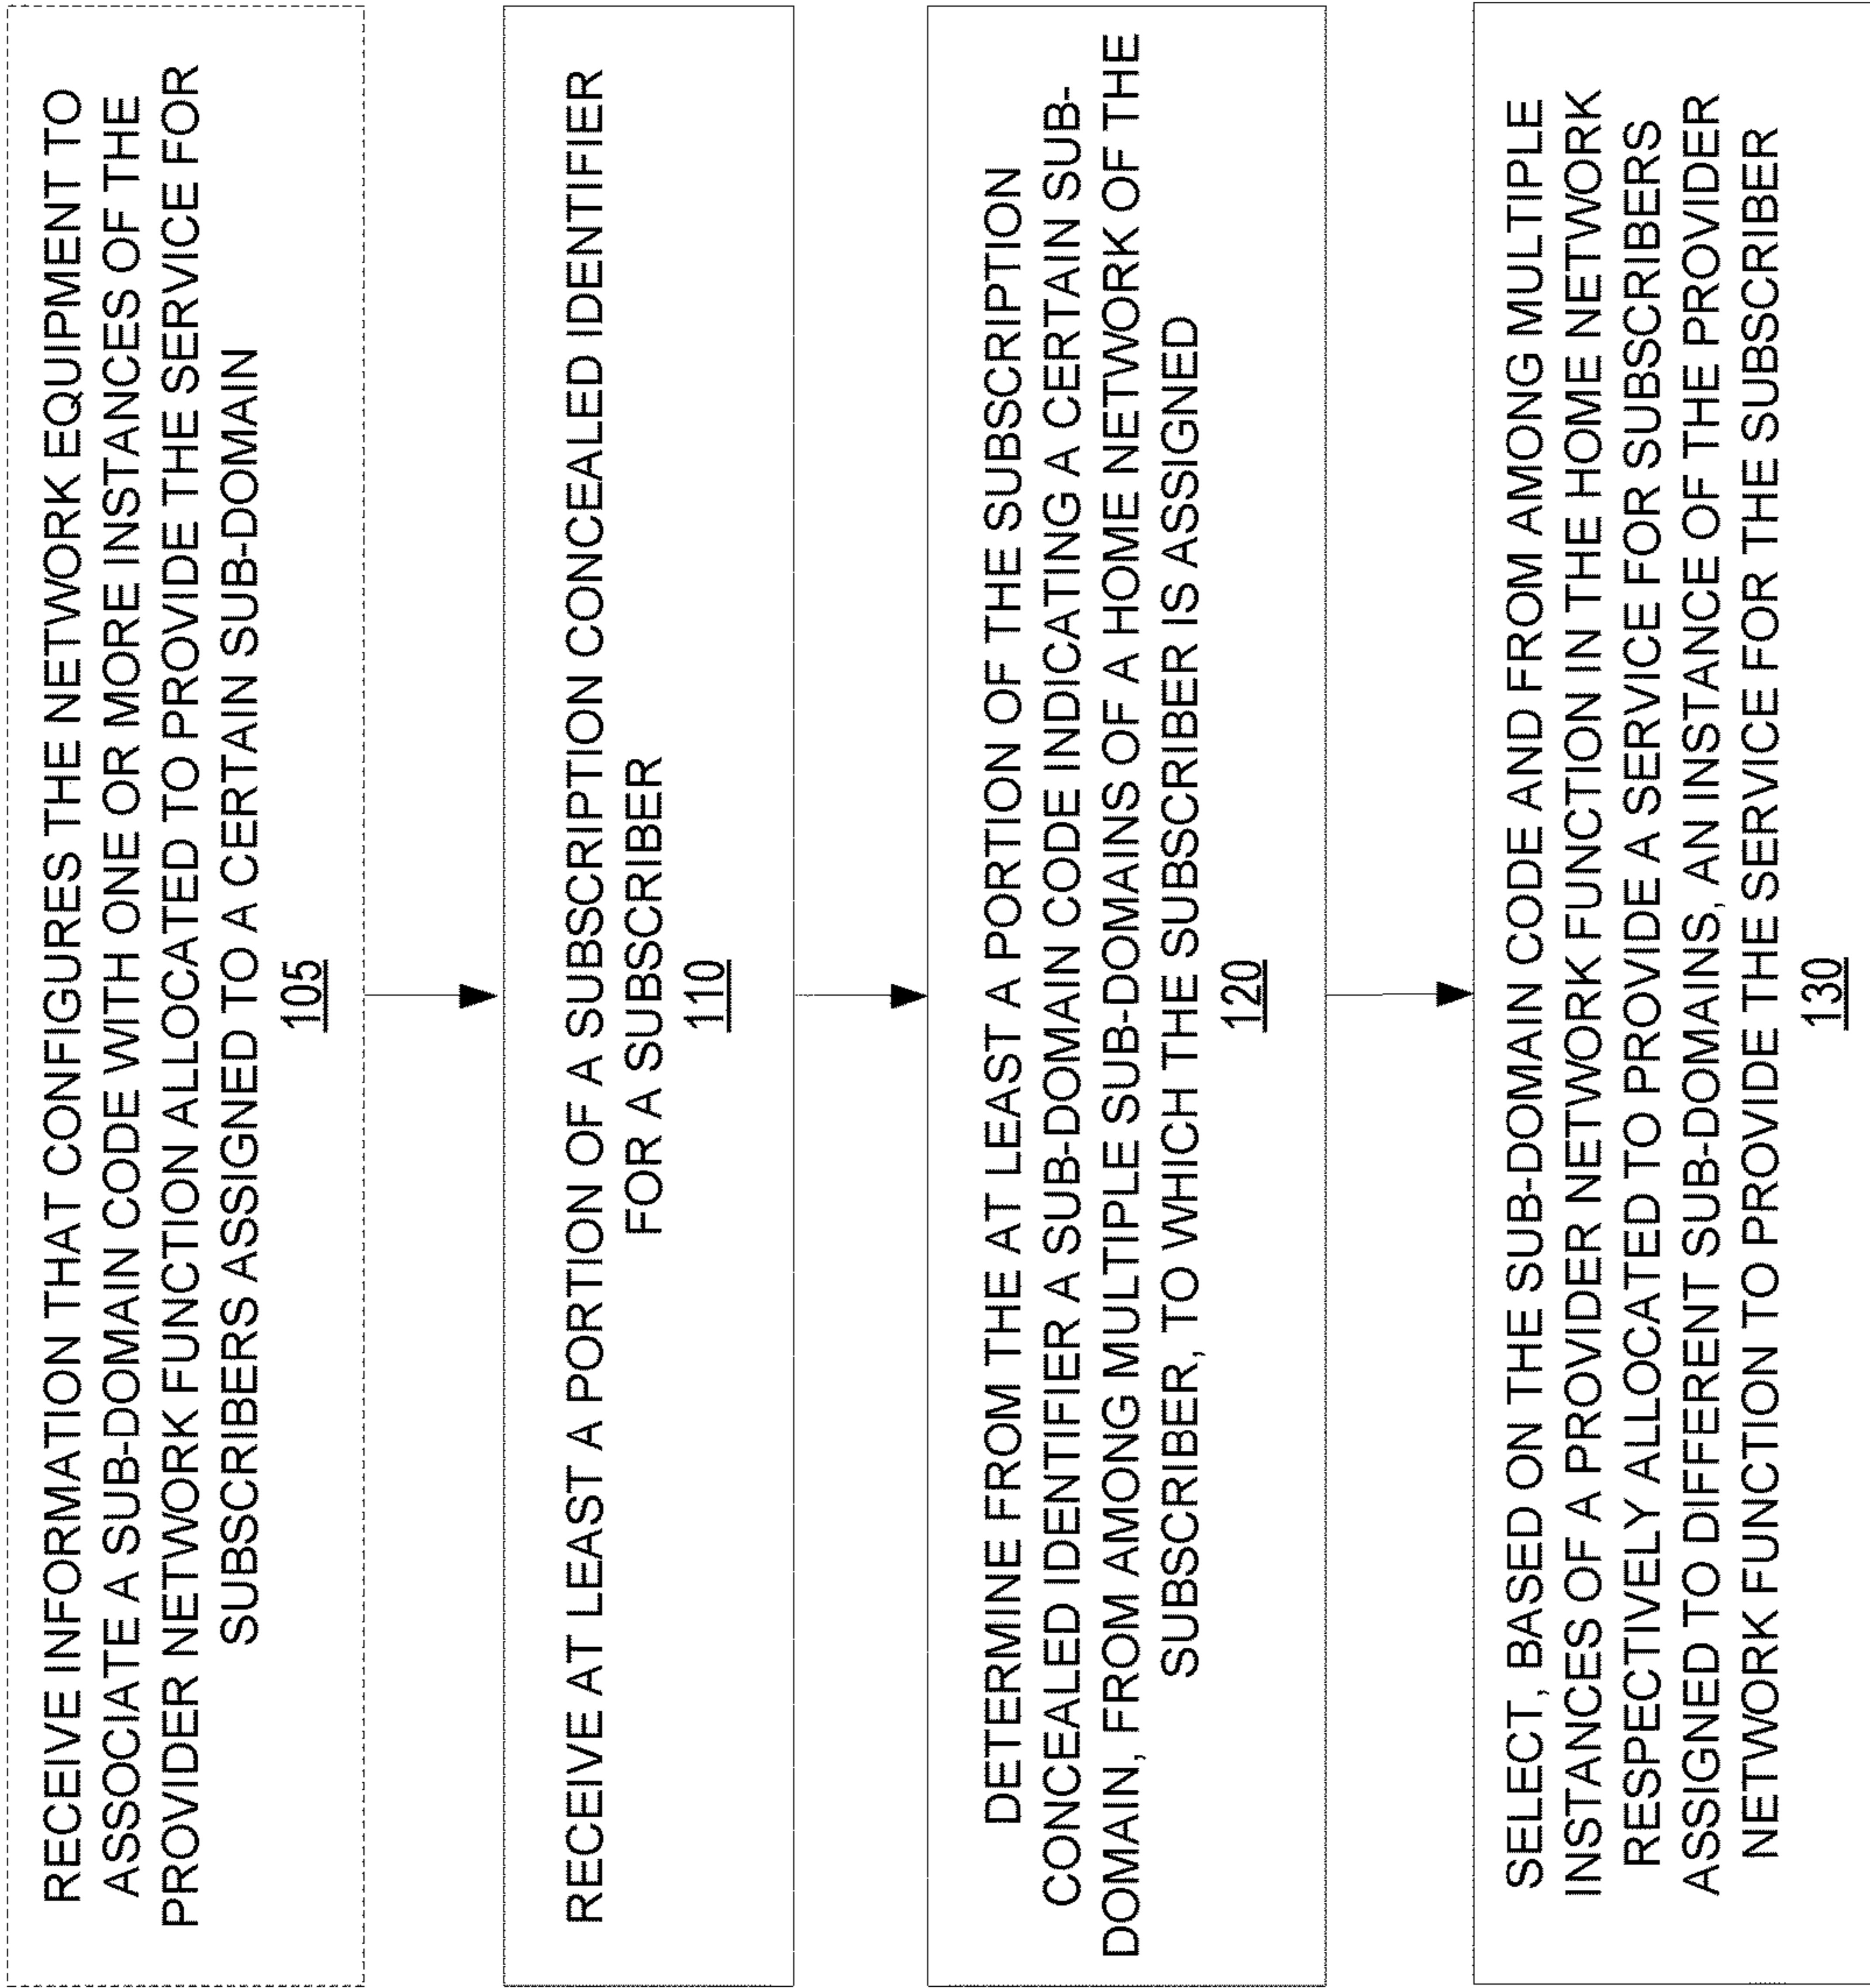 RECEIVE INFORMATION THAT CONFIGURES THE NETWORK EQUIPMENT TO
ASSOCIATE A SUB-DOMAIN CODE WITH ONE OR MORE INSTANCES OF THE
PROVIDER NETWORK FUNCTION ALLOCATED TO PROVIDE THE SERVICE FOR
SUBSCRIBERS ASSIGNED TO A CERTAIN SUB-DOMAIN
105
RECEIVE AT LEAST A PORTION OF A SUBSCRIPTION CONCEALED IDENTIFIER
FOR A SUBSCRIBER
110
DETERMINE FROM THE AT LEAST A PORTION OF THE SUBSCRIPTION
CONCEALED IDENTIFIER A SUB-DOMAIN CODE INDICATING A CERTAIN SUB-
DOMAIN, FROM AMONG MULTIPLE SUB-DOMAINS OF A HOME NETWORK OF THE
SUBSCRIBER, TO WHICH THE SUBSCRIBER IS ASSIGNED
120
SELECT, BASED ON THE SUB-DOMAIN CODE AND FROM AMONG MULTIPLE
INSTANCES OF A PROVIDER NETWORK FUNCTION IN THE HOME NETWORK
RESPECTIVELY ALLOCATED TO PROVIDE A SERVICE FOR SUBSCRIBERS
ASSIGNED TO DIFFERENT SUB-DOMAINS, AN INSTANCE OF THE PROVIDER
NETWORK FUNCTION TO PROVIDE THE SERVICE FOR THE SUBSCRIBER
130